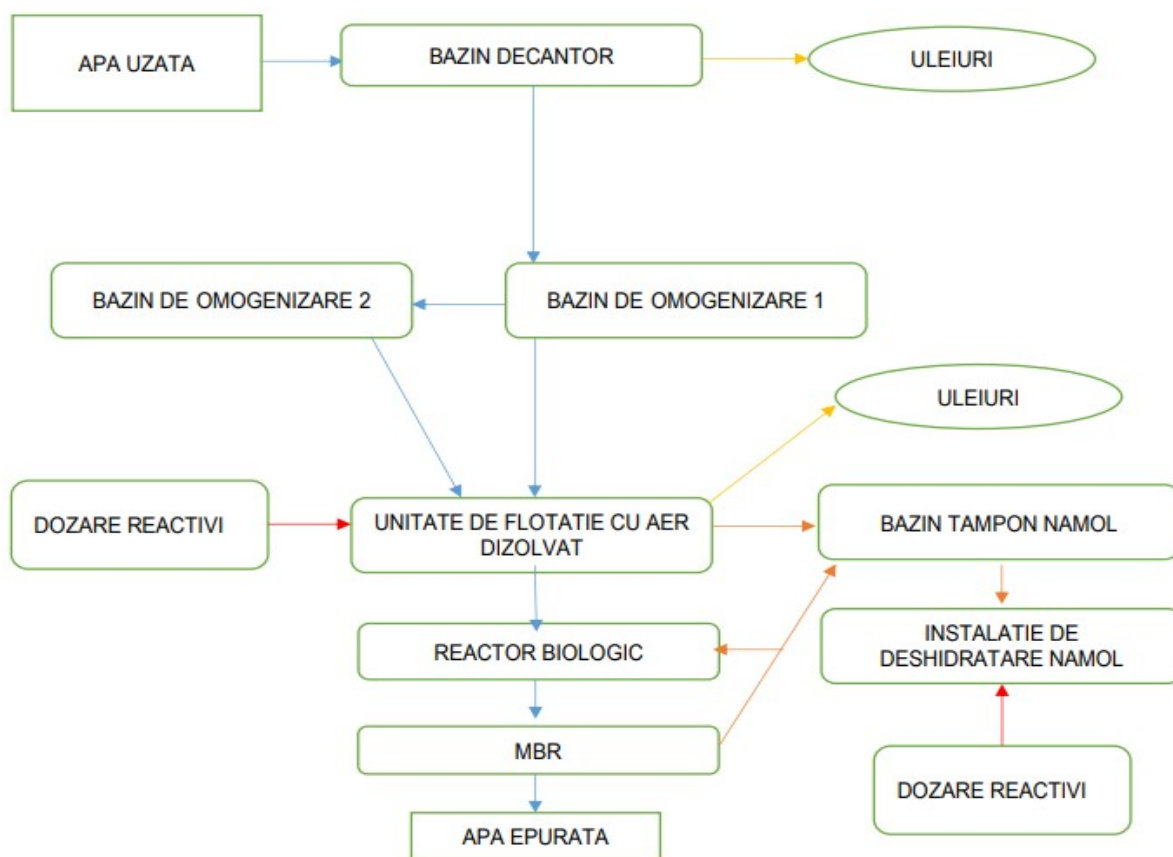 APA UZATA
BAZIN DECANTOR
ULEIURI
BAZIN DE OMOGENIZARE 2
BAZIN DE OMOGENIZARE 1
ULEIURI
DOZARE REACTIVI
UNITATE DE FLOTATIE CU AER
DIZOLVAT
BAZIN TAMPON NAMOL
REACTOR BIOLOGIC
INSTALATIE DE
DESHIDRATARE NAMOL
MBR
DOZARE REACTIVI
APA EPURATA